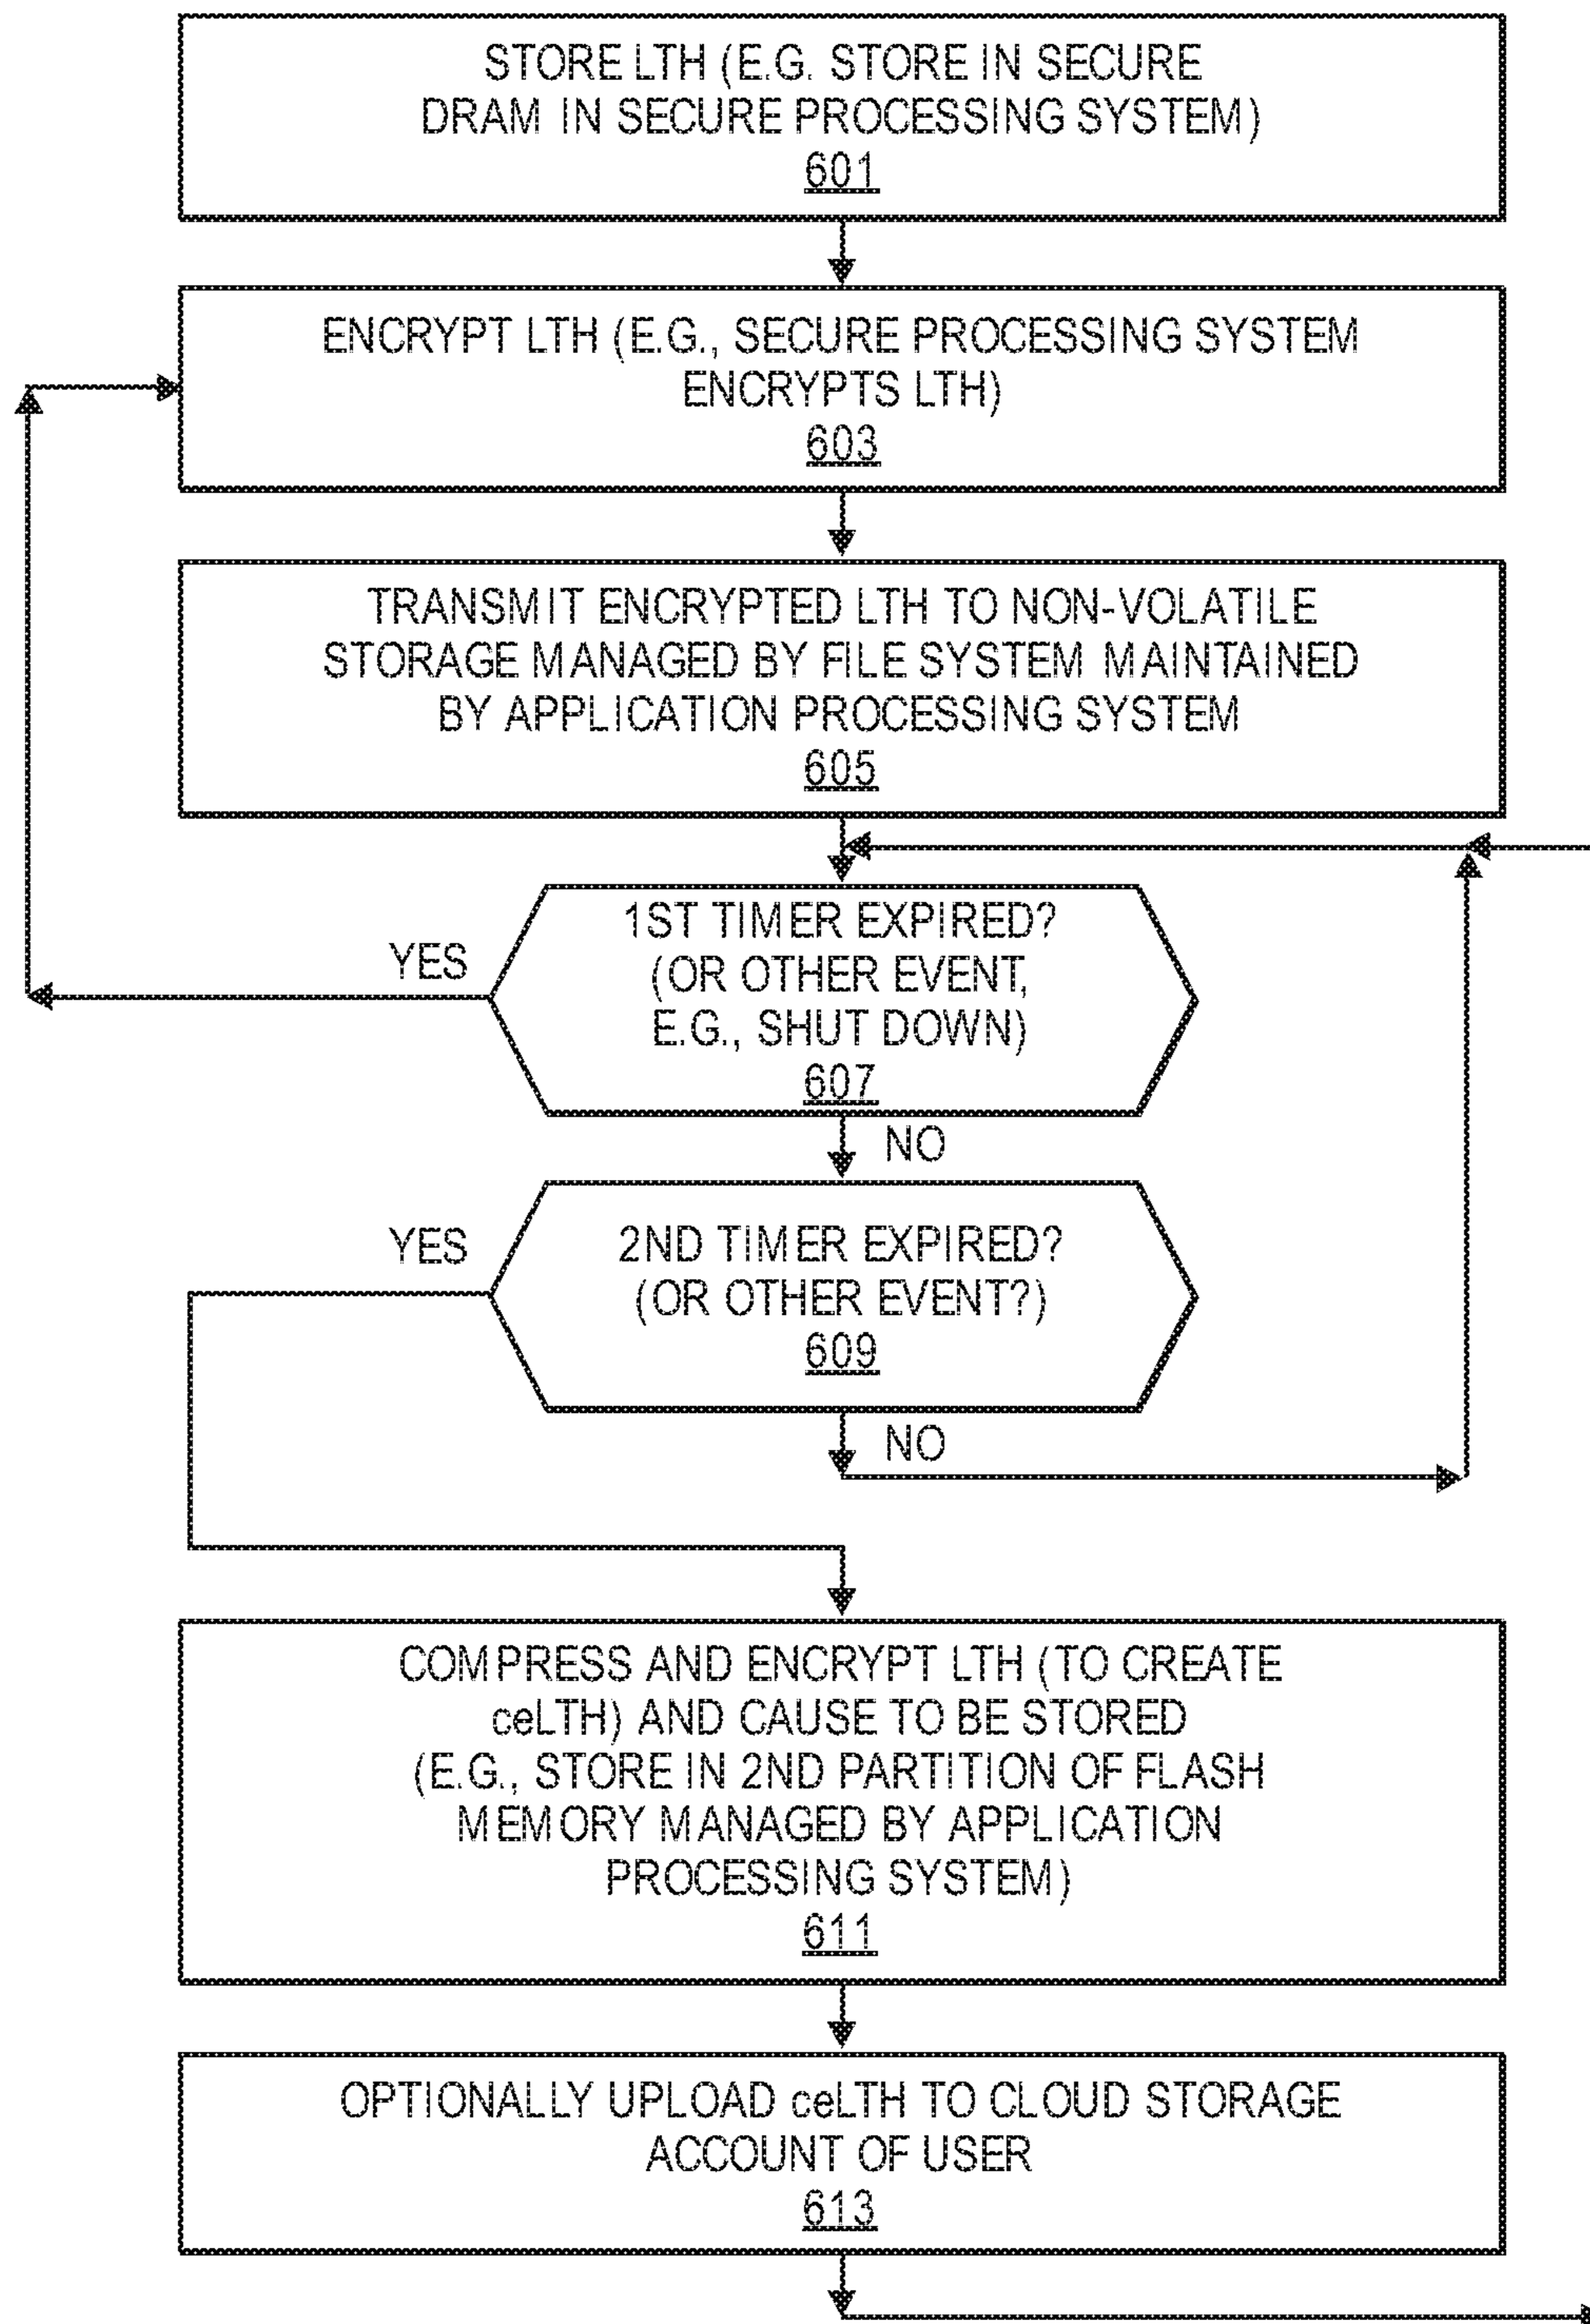 STORE LTH (E.G. STORE IN SECURE
DRAM IN SECURE PROCESSING SYSTEM)
601
ENCRYPT LTH (E.G., SECURE PROCESSING SYSTEM
ENCRYPTS LTH)
603
TRANSMIT ENCRYPTED LTH TO NON-VOLATILE
STORAGE MANAGED BY FILE SYSTEM MAINTAINED
BY APPLICATION PROCESSING SYSTEM
605
YES
1ST TIMER EXPIRED?
(OR OTHER EVENT,
E.G., SHUT DOWN)
607
NO
YES
2ND TIMER EXPIRED?
(OR OTHER EVENT?)
609
NO
COMPRESS AND ENCRYPT LTH (TO CREATE
ceLTH) AND CAUSE TO BE STORED
(E.G., STORE IN 2ND PARTITION OF FLASH
MEMORY MANAGED BY APPLICATION
PROCESSING SYSTEM)
611
OPTIONALLY UPLOAD ceLTH TO CLOUD STORAGE
ACCOUNT OF USER
613